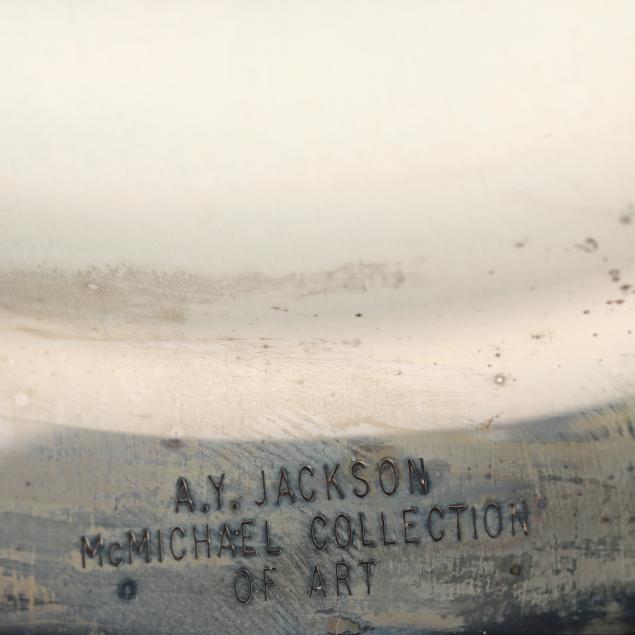 A.Y. JACKSON
McMICHAEL COLLECTION
OF ART